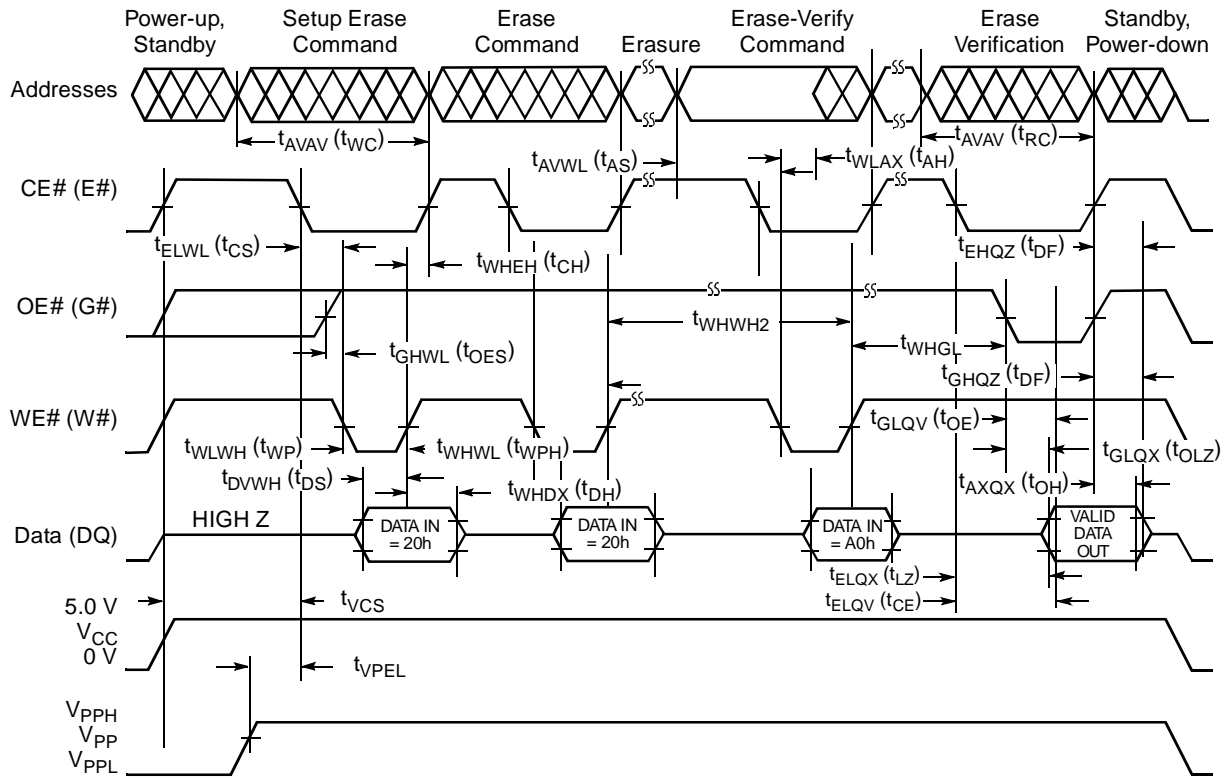 Power-up, Standby
Setup Erase Command
Erase Command
Erasure
Erase-Verify Command
Erase Verification
Standby, Power-down
Addresses
tAVAV (tWC)
tAVWL (tAS)
tWLAX (tAH)
tAVAV (tRC)
CE# (E#)
tELWL (tCS)
tWHEH (tCH)
tEHQZ (tDF)
OE# (G#)
tWHWH2
tWHGL
tGHWL (tOES)
tGHQZ (tDF)
WE# (W#)
tGLQV (tOE)
tWLWH (tWP)
tWHWL (tWPH)
tGLQX (tOLZ)
tDVWH (tDS)
tWHDX (tDH)
tAXQX (tOH)
Data (DQ)
HIGH Z
DATA IN = 20h
DATA IN = 20h
DATA IN = A0h
VALID DATA OUT
tELQX (tLZ)
tELQV (tCE)
5.0 V
VCC
0 V
tVCS
tVPEL
VPPH
VPP
VPPL